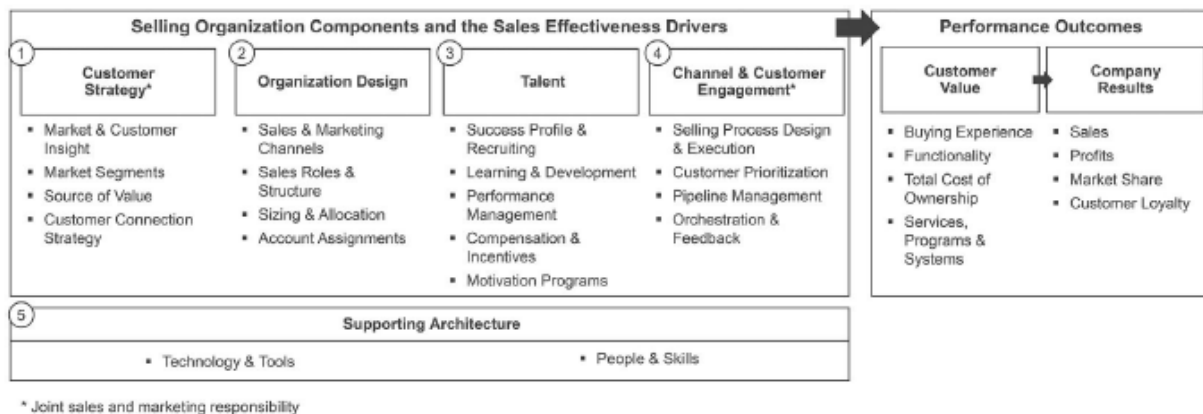 Selling Organization Components and the Sales Effectiveness Drivers
1
Customer
Strategy*
▪ Market & Customer
Insight
▪ Market Segments
▪ Source of Value
▪ Customer Connection
Strategy
2
Organization Design
▪ Sales & Marketing
Channels
▪ Sales Roles &
Structure
▪ Sizing & Allocation
▪ Account Assignments
3
Talent
▪ Success Profile &
Recruiting
▪ Learning & Development
▪ Performance
Management
▪ Compensation &
Incentives
▪ Motivation Programs
4
Channel & Customer
Engagement*
▪ Selling Process Design
& Execution
▪ Customer Prioritization
▪ Pipeline Management
▪ Orchestration &
Feedback
Performance Outcomes
Customer
Value
▪ Buying Experience
▪ Functionality
▪ Total Cost of
Ownership
▪ Services,
Programs &
Systems
Company
Results
▪ Sales
▪ Profits
▪ Market Share
▪ Customer Loyalty
5
Supporting Architecture
▪ Technology & Tools
▪ People & Skills
* Joint sales and marketing responsibility